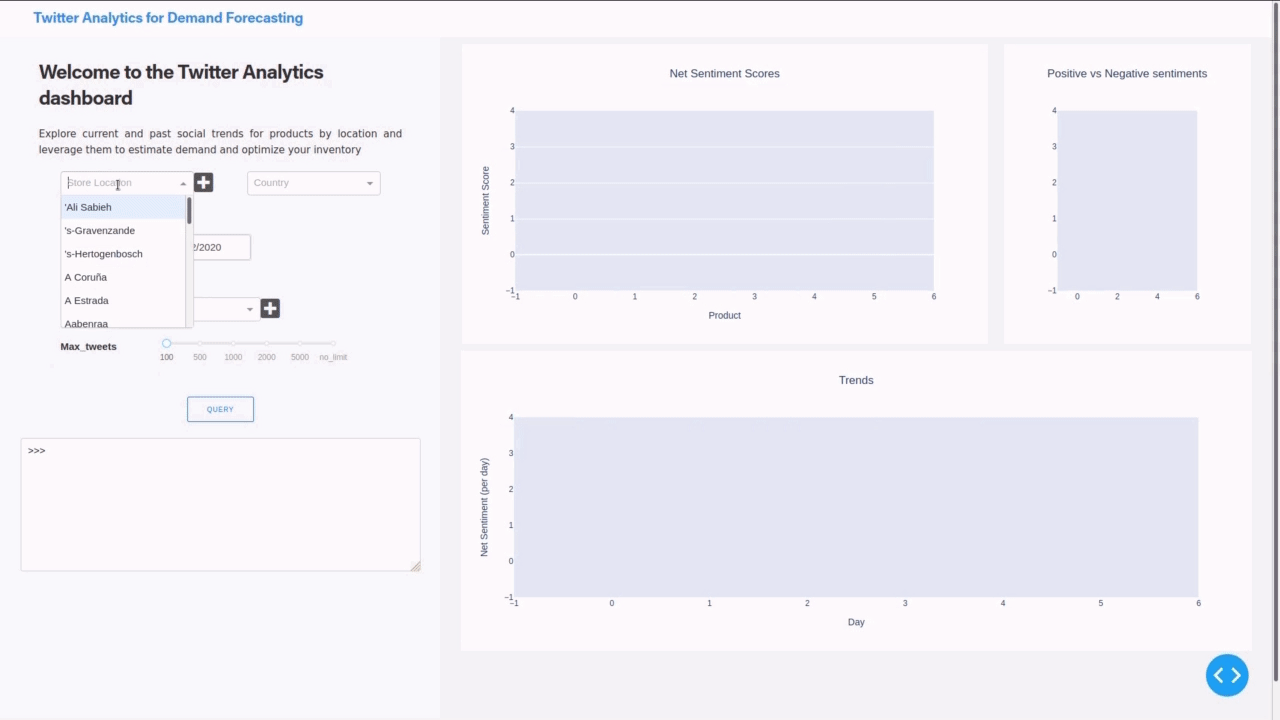 Twitter Analytics for Demand Forecasting
Welcome to the Twitter Analytics
dashboard
Explore current and past social trends for products by location and
leverage them to estimate demand and optimize your inventory
Store Location
Country
'Ali Sabieh
's-Gravenzande
's-Hertogenbosch
A Coruña
A Estrada
Aabenraa
/2020
Max_tweets
100 500 1000 2000 5000 no_limit
QUERY
>>>
Net Sentiment Scores
Sentiment Score
4
3
2
1
0
−1
−1 0 1 2 3 4 5 6
Product
Positive vs Negative sentiments
4
3
2
1
0
−1
0 2 4 6
Trends
Net Sentiment (per day)
4
3
2
1
0
−1
−1 0 1 2 3 4 5 6
Day